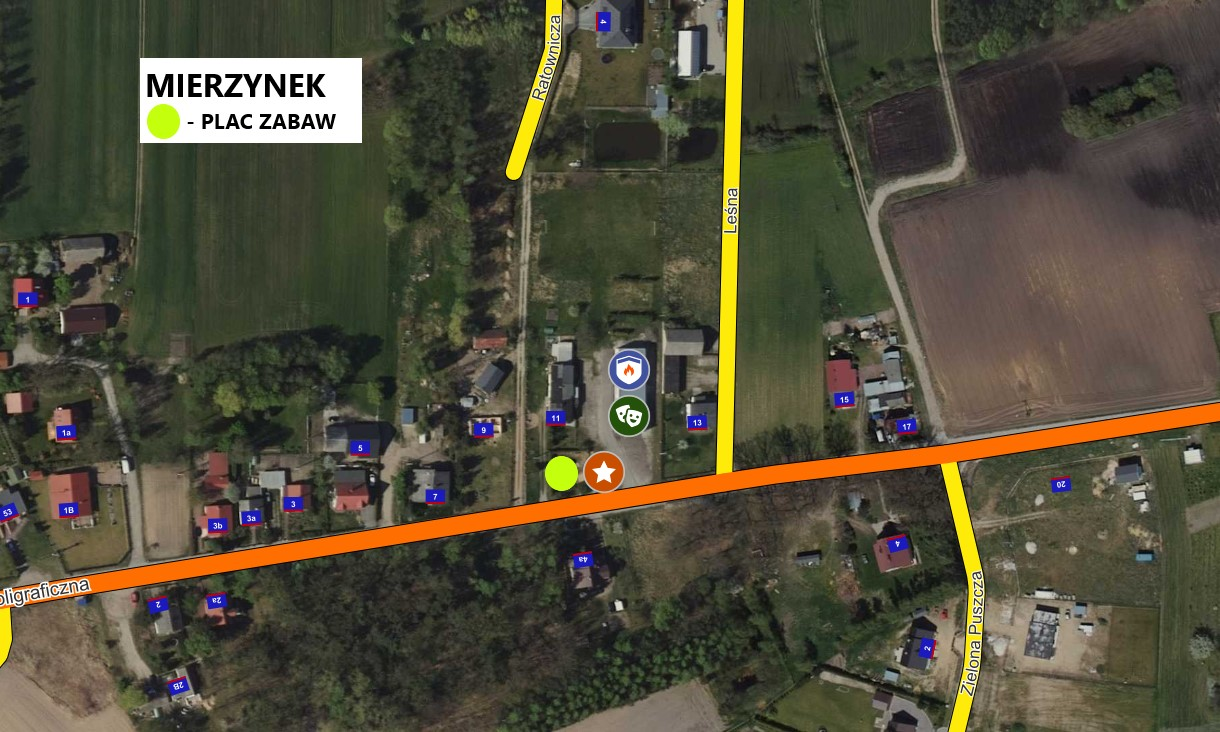 MIERZYNEK
- PLAC ZABAW
Ratownicza
4
Leśna
1
1a
5
9
11
13
15
17
53
1B
3b
3a
3
7
20
4a
4
oligraficzna
2
2a
2B
2
Zielona Puszcza